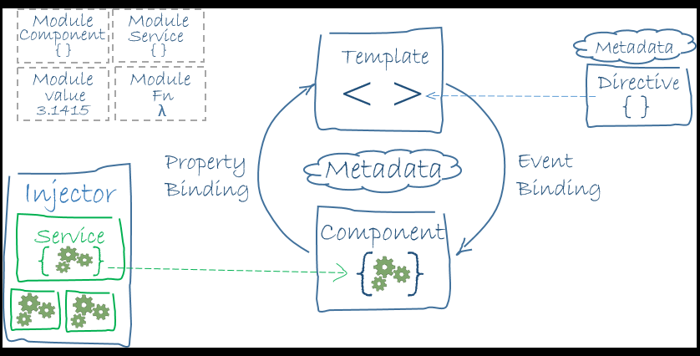 Module
Component
{ }
Module
Service
{ }
Module
value
3.1415
Module
Fn
λ
Template
< >
Metadata
Directive
{ }
Property
Binding
Metadata
Event
Binding
Injector
Service
{ }
Component
{ }